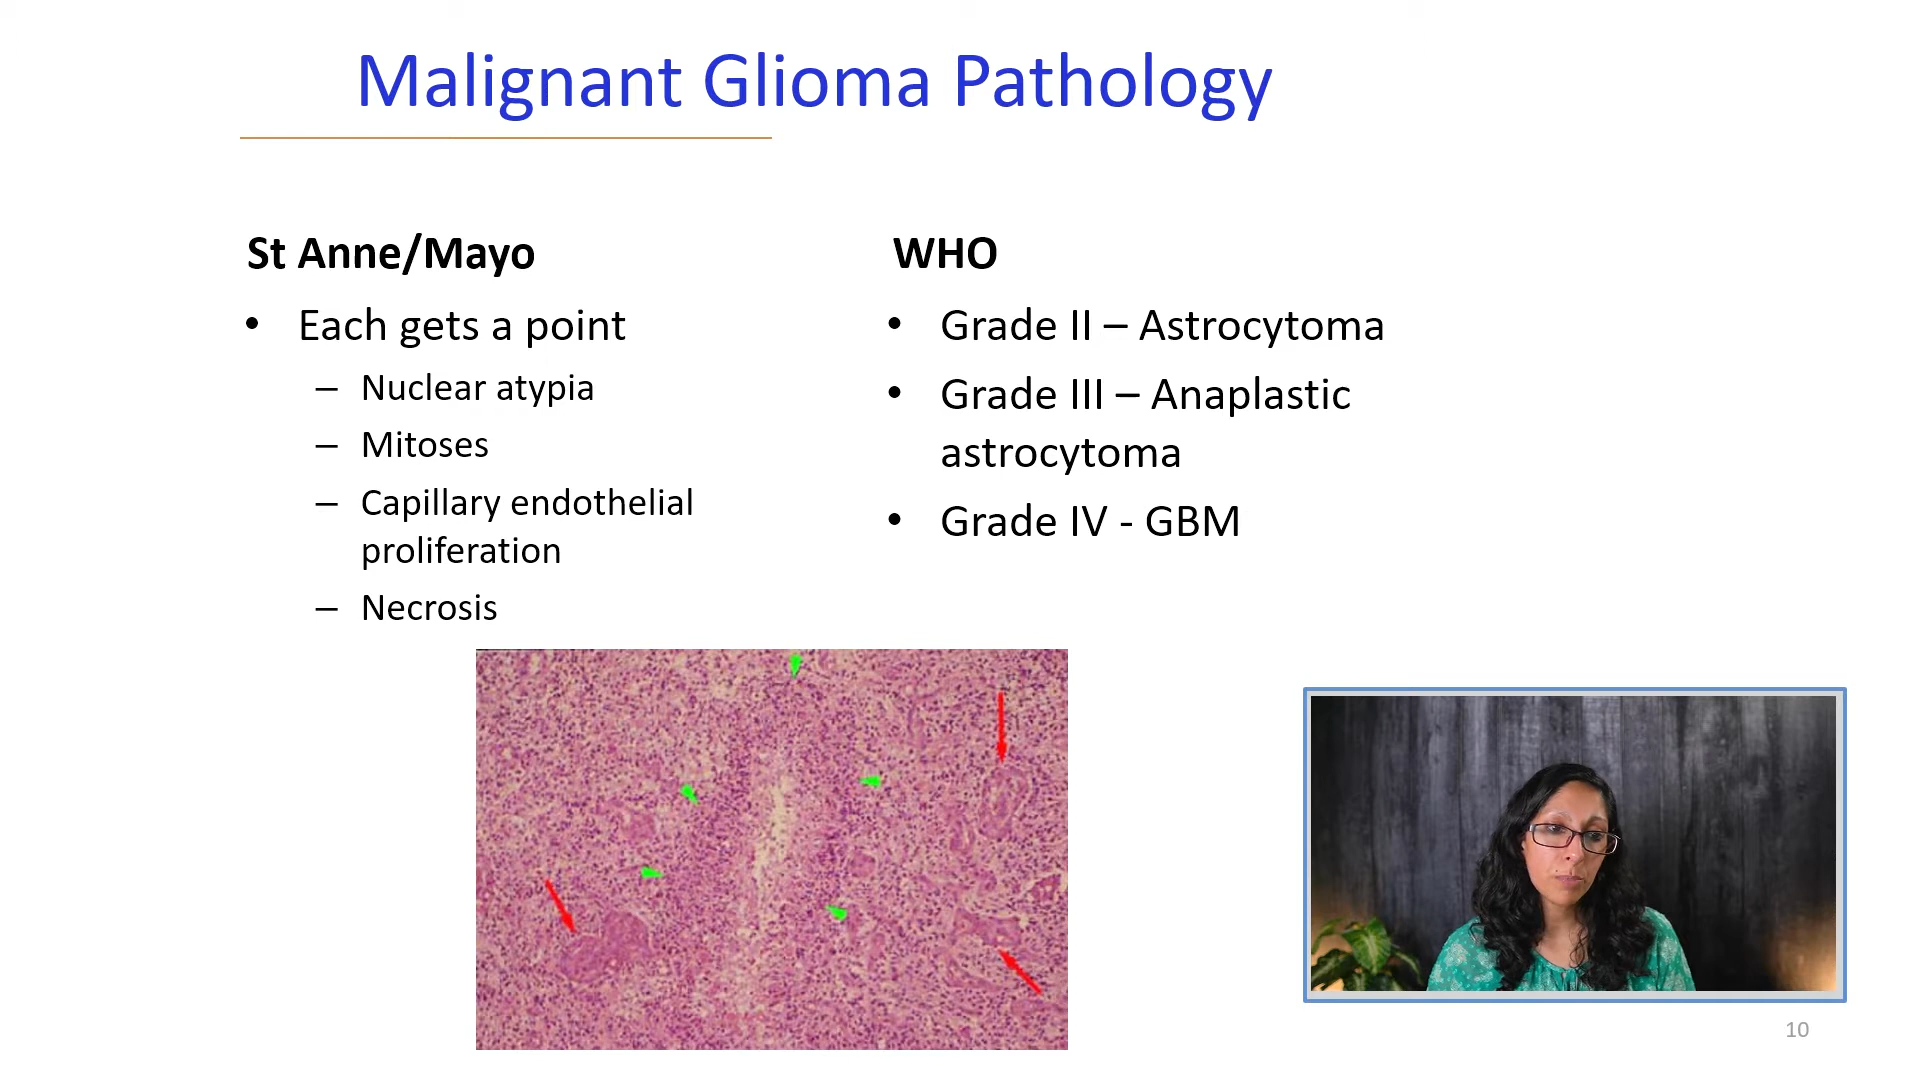 Malignant Glioma Pathology
St Anne/Mayo
• Each gets a point
– Nuclear atypia
– Mitoses
– Capillary endothelial
proliferation
– Necrosis
WHO
• Grade II – Astrocytoma
• Grade III – Anaplastic
astrocytoma
• Grade IV - GBM
10